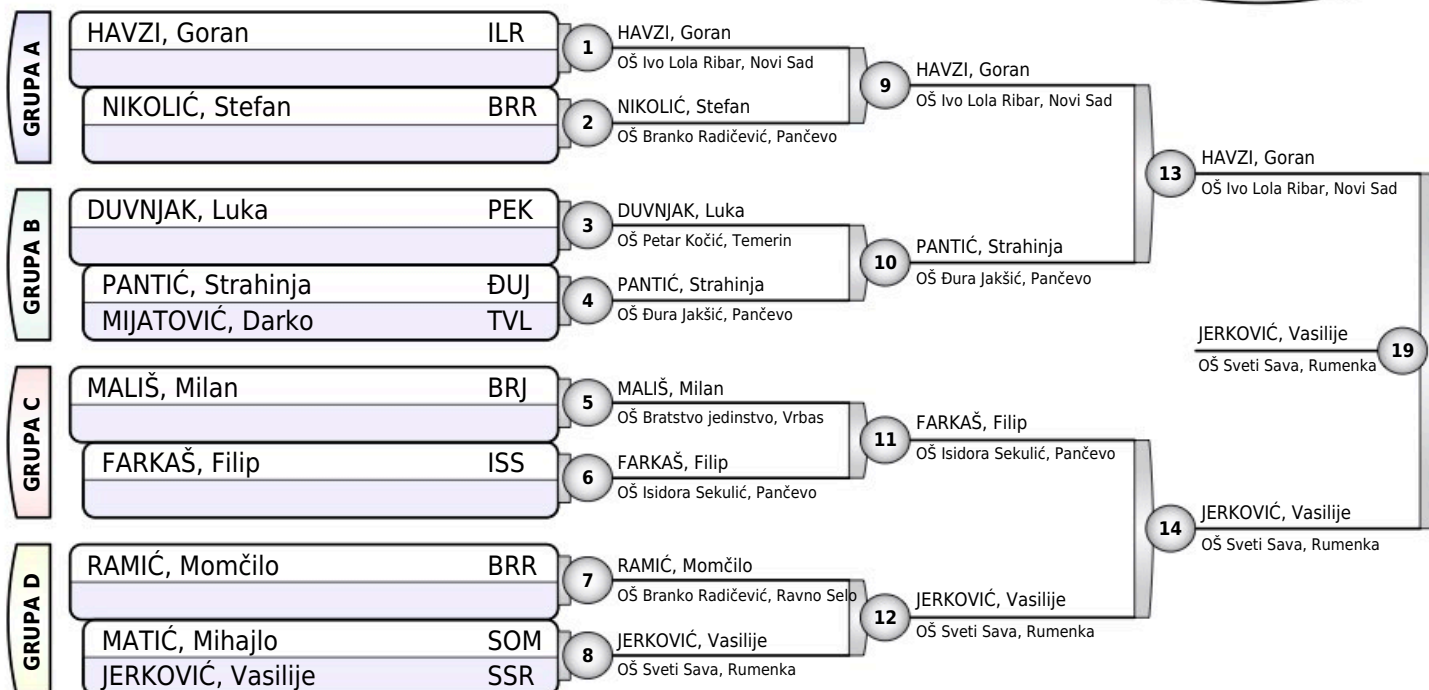 GRUPA A
HAVZI, Goran ILR
NIKOLIĆ, Stefan BRR
GRUPA B
DUVNJAK, Luka PEK
PANTIĆ, Strahinja ĐUJ
MIJATOVIĆ, Darko TVL
GRUPA C
MALIŠ, Milan BRJ
FARKAŠ, Filip ISS
GRUPA D
RAMIĆ, Momčilo BRR
MATIĆ, Mihajlo SOM
JERKOVIĆ, Vasilije SSR
1
HAVZI, Goran
OŠ Ivo Lola Ribar, Novi Sad
2
NIKOLIĆ, Stefan
OŠ Branko Radičević, Pančevo
3
DUVNJAK, Luka
OŠ Petar Kočić, Temerin
4
PANTIĆ, Strahinja
OŠ Đura Jakšić, Pančevo
5
MALIŠ, Milan
OŠ Bratstvo jedinstvo, Vrbas
6
FARKAŠ, Filip
OŠ Isidora Sekulić, Pančevo
7
RAMIĆ, Momčilo
OŠ Branko Radičević, Ravno Selo
8
JERKOVIĆ, Vasilije
OŠ Sveti Sava, Rumenka
9
HAVZI, Goran
OŠ Ivo Lola Ribar, Novi Sad
10
PANTIĆ, Strahinja
OŠ Đura Jakšić, Pančevo
11
FARKAŠ, Filip
OŠ Isidora Sekulić, Pančevo
12
JERKOVIĆ, Vasilije
OŠ Sveti Sava, Rumenka
13
HAVZI, Goran
OŠ Ivo Lola Ribar, Novi Sad
14
JERKOVIĆ, Vasilije
OŠ Sveti Sava, Rumenka
JERKOVIĆ, Vasilije
OŠ Sveti Sava, Rumenka
19